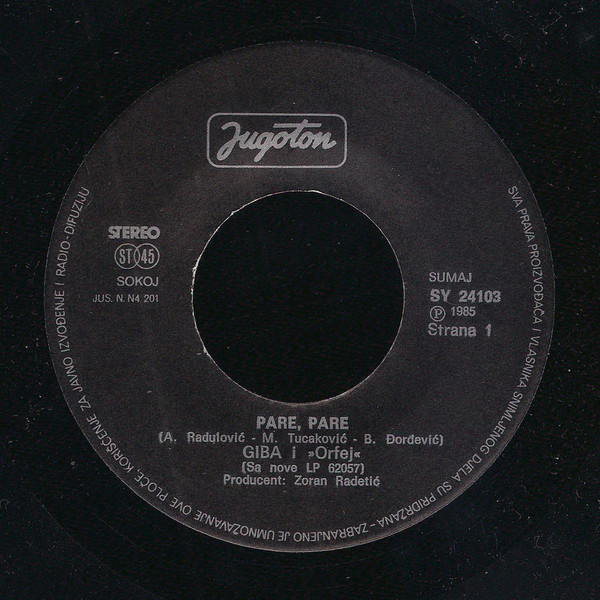 Jugoton
STEREO
ST 45
SOKOJ
JUS. N. N4 201
SUMAJ
SY 24103
Ⓟ 1985
Strana 1
PARE, PARE
(A. Radulović - M. Tucaković - B. Đorđević)
GIBA i »Orfej«
(Sa nove LP 62057)
Producent: Zoran Radetić
SVA PRAVA PROIZVOĐAČA I VLASNIKA SNIMLJENOG DJELA SU PRIDRŽANA - ZABRANJENO JE UMNOŽAVANJE OVE PLOČE, KORIŠĆENJE ZA JAVNO IZVOĐENJE I RADIO-DIFUZIJU